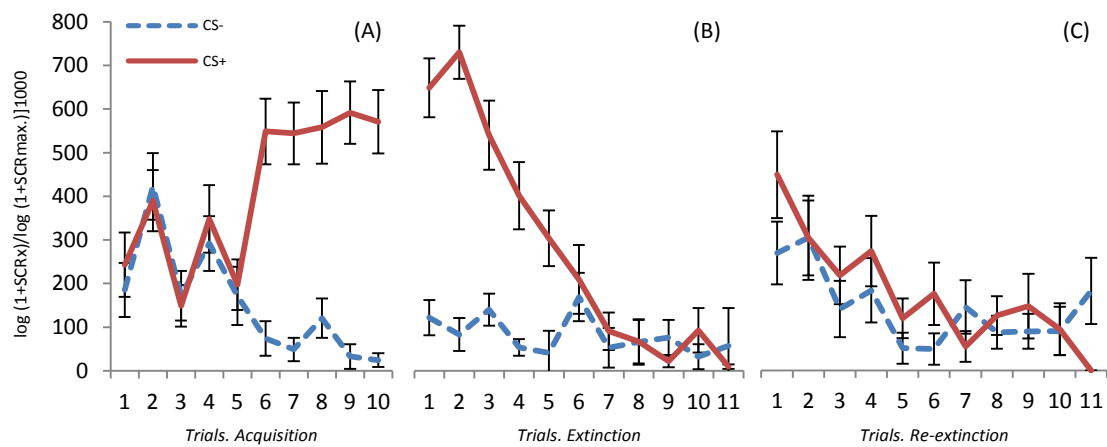 log (1+SCRx)/log (1+SCRmax.)]1000
800
700
600
500
400
300
200
100
0
CS-
CS+
(A)
(B)
(C)
1 2 3 4 5 6 7 8 9 10
1 2 3 4 5 6 7 8 9 10 11
1 2 3 4 5 6 7 8 9 10 11
Trials. Acquisition
Trials. Extinction
Trials. Re-extinction